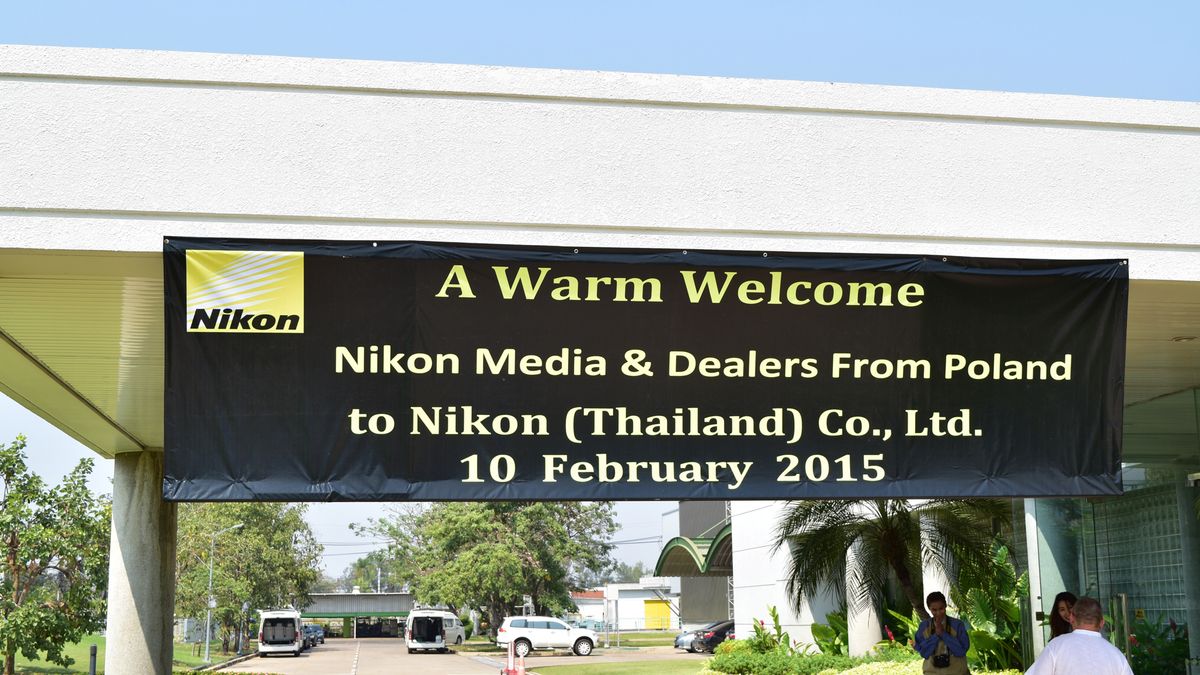 Nikon
A Warm Welcome
Nikon Media & Dealers From Poland
to Nikon (Thailand) Co., Ltd.
10 February 2015